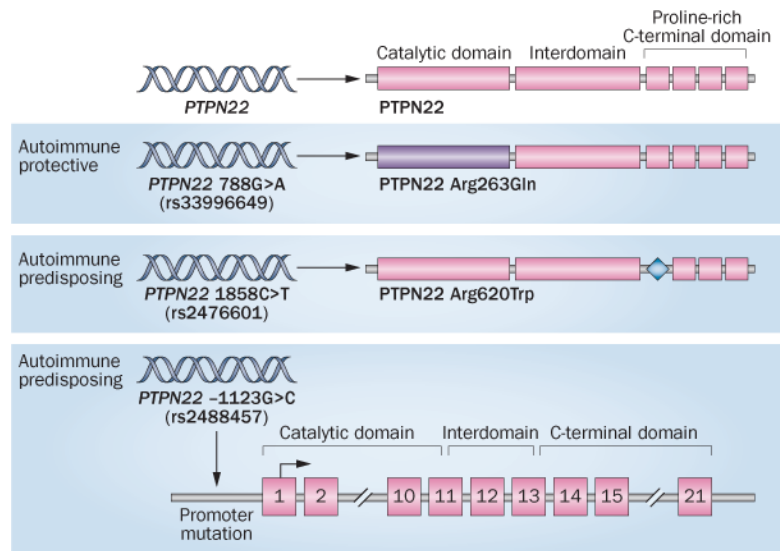 Proline-rich
C-terminal domain
Catalytic domain
Interdomain
PTPN22
PTPN22
Autoimmune
protective
PTPN22 788G>A
(rs33996649)
PTPN22 Arg263Gln
Autoimmune
predisposing
PTPN22 1858C>T
(rs2476601)
PTPN22 Arg620Trp
Autoimmune
predisposing
PTPN22 –1123G>C
(rs2488457)
Catalytic domain
Interdomain
C-terminal domain
1 2 10 11 12 13 14 15 21
Promoter
mutation